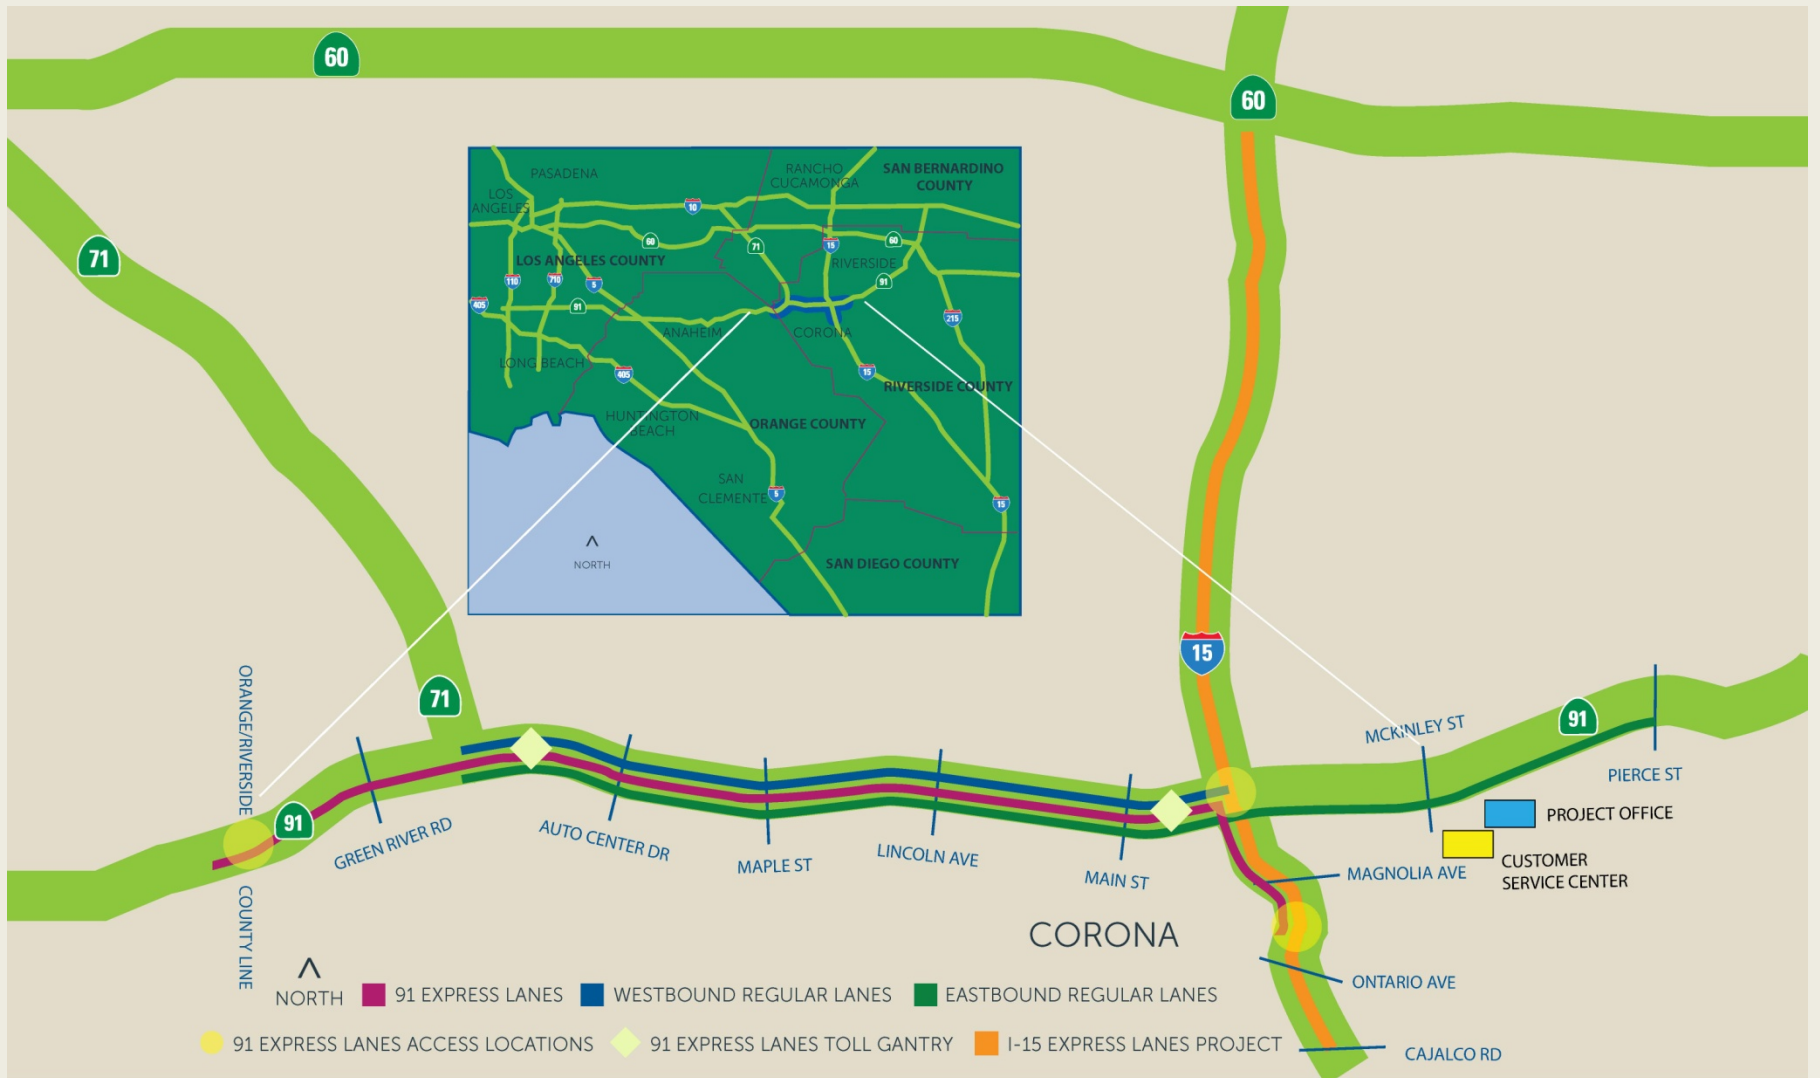 60
60
71
PASADENA
LOS
ANGELES
RANCHO
CUCAMONGA
SAN BERNARDINO
COUNTY
10
60
71
15
60
LOS ANGELES COUNTY
RIVERSIDE
110
710
5
91
405
91
215
ANAHEIM
CORONA
LONG BEACH
405
15
RIVERSIDE COUNTY
HUNTINGTON
BEACH
ORANGE COUNTY
SAN
CLEMENTE
5
15
NORTH
SAN DIEGO COUNTY
15
71
ORANGE/RIVERSIDE
COUNTY LINE
91
GREEN RIVER RD
AUTO CENTER DR
MAPLE ST
LINCOLN AVE
MAIN ST
MCKINLEY ST
91
PIERCE ST
PROJECT OFFICE
CUSTOMER
SERVICE CENTER
MAGNOLIA AVE
CORONA
ONTARIO AVE
CAJALCO RD
NORTH
91 EXPRESS LANES
WESTBOUND REGULAR LANES
EASTBOUND REGULAR LANES
91 EXPRESS LANES ACCESS LOCATIONS
91 EXPRESS LANES TOLL GANTRY
I-15 EXPRESS LANES PROJECT